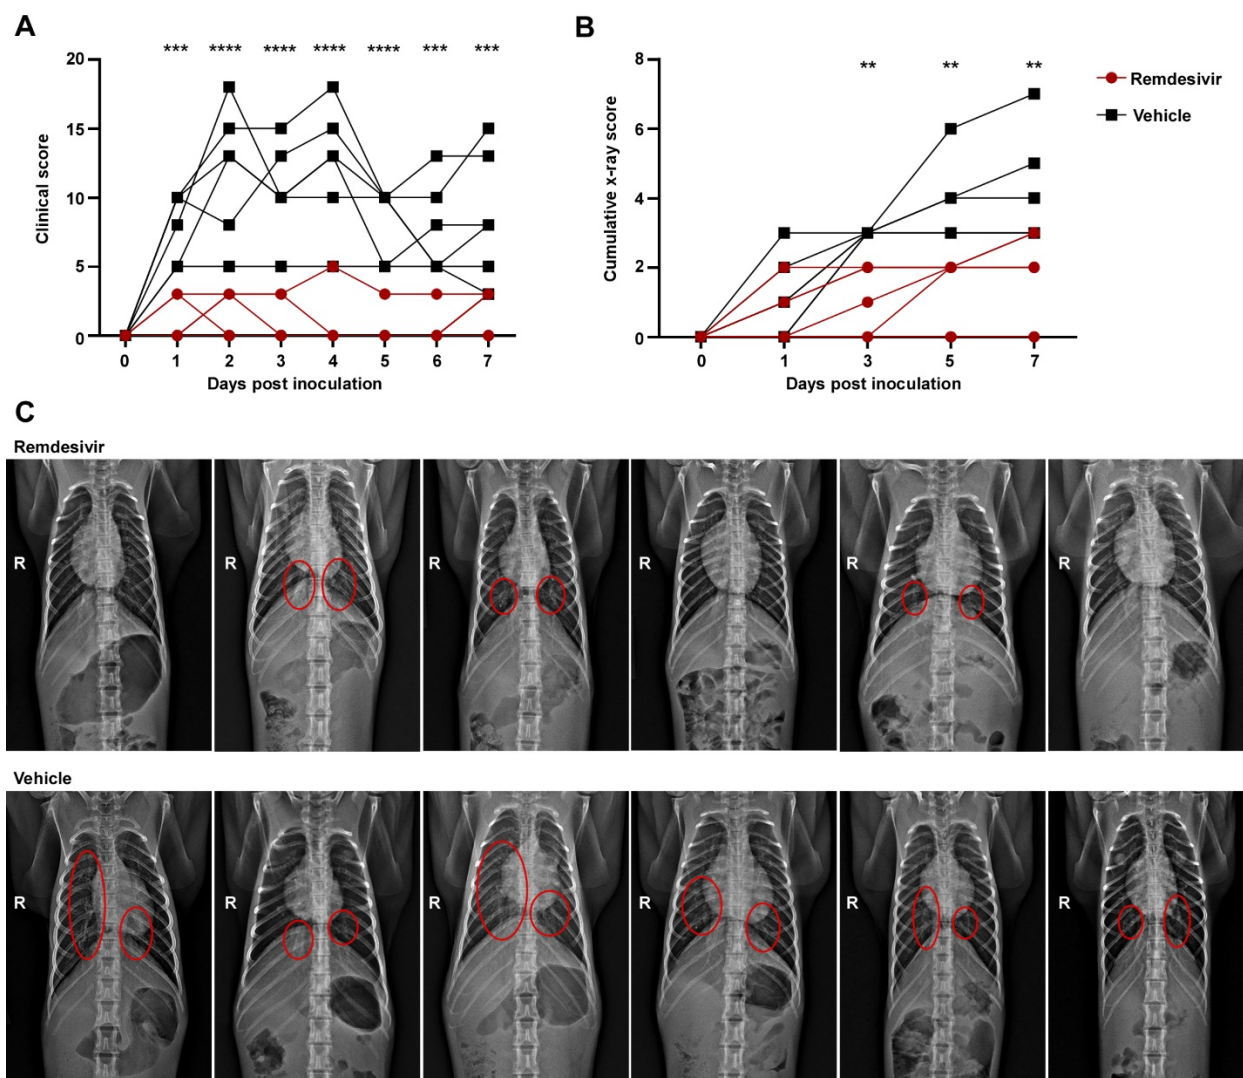 A
*** **** **** **** **** *** ***
Clinical score
20
15
10
5
0
0 1 2 3 4 5 6 7
Days post inoculation
B
** ** **
Cumulative x-ray score
8
6
4
2
0
0 1 3 5 7
Days post inoculation
Remdesivir
Vehicle
C
Remdesivir
R R R R R R
Vehicle
R R R R R R